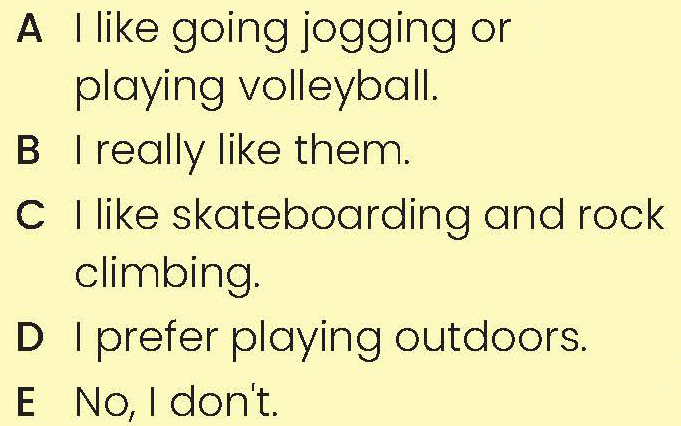 A I like going jogging or
playing volleyball.
B I really like them.
C I like skateboarding and rock
climbing.
D I prefer playing outdoors.
E No, I don't.